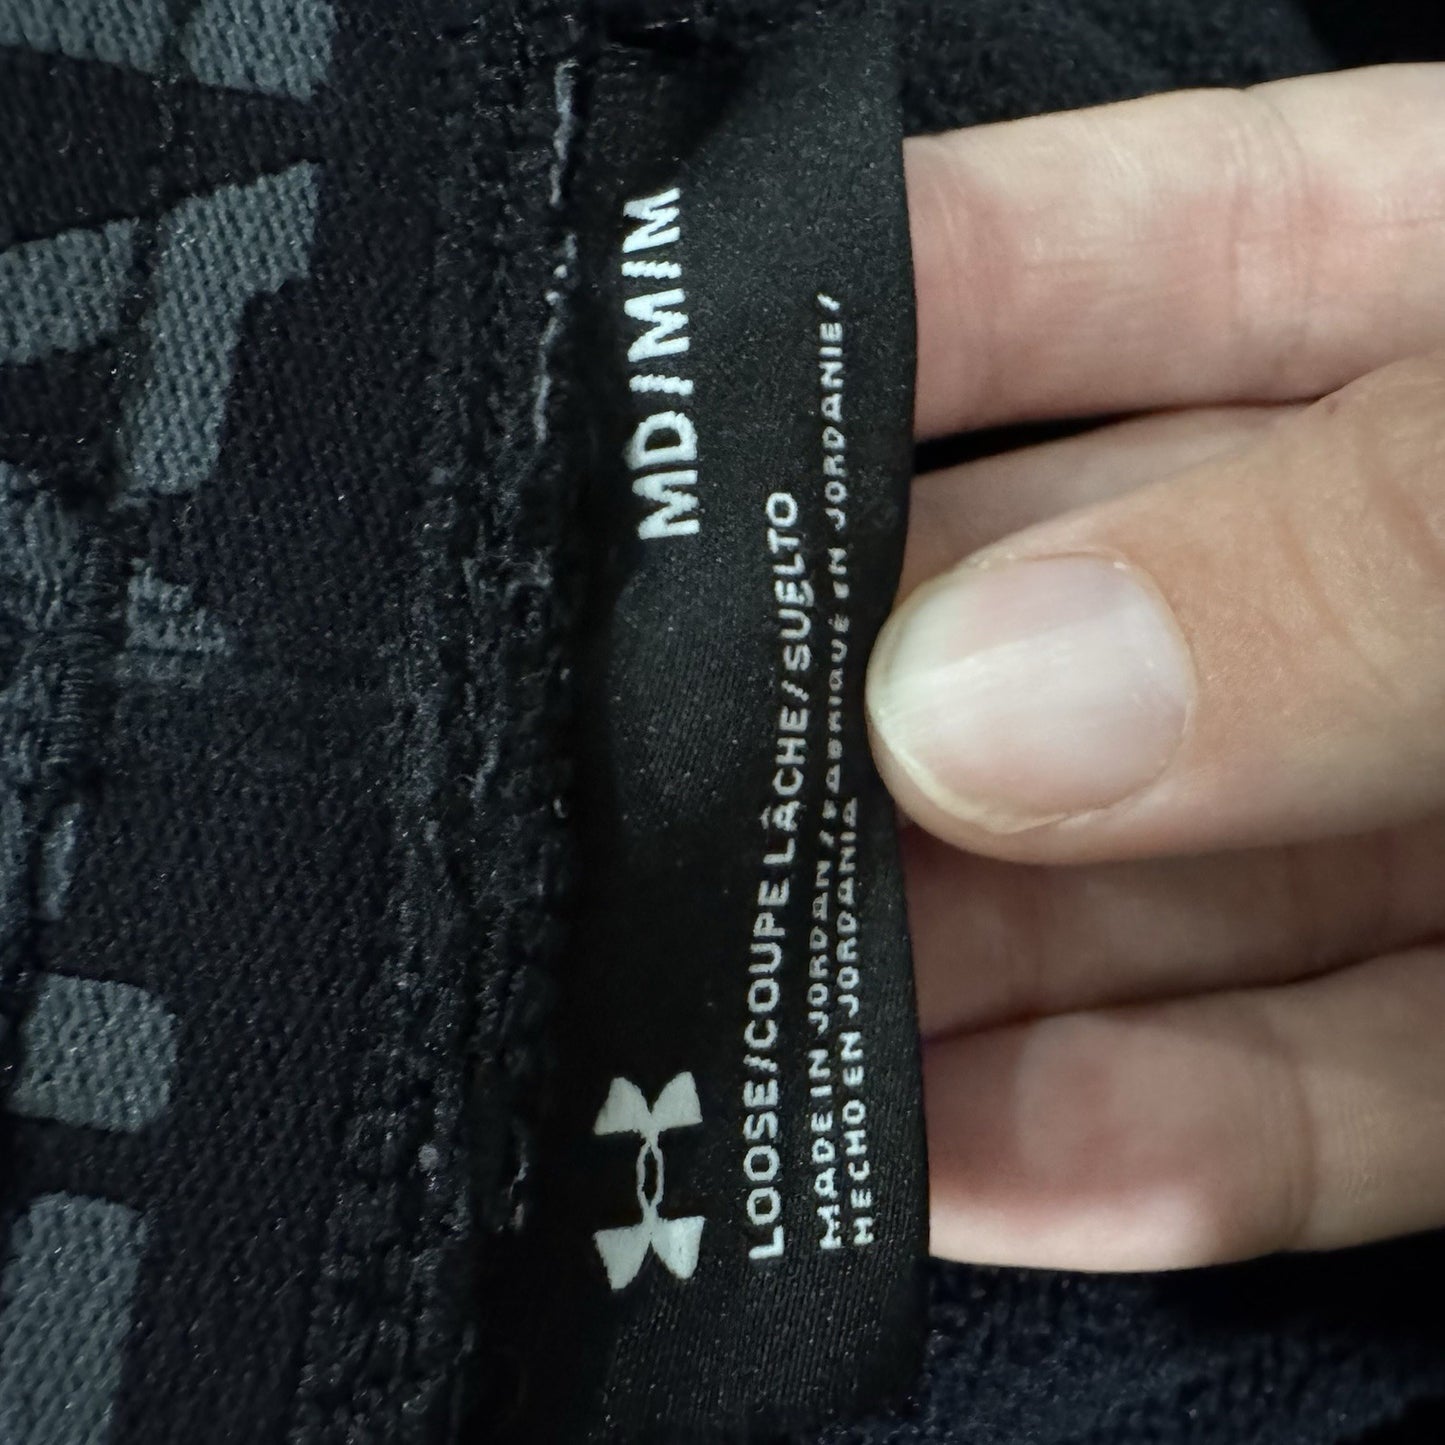 MD/M/M
LOOSE/COUPE LÂCHE/SUELTO
MADE IN JORDAN/FABRIQUÉ EN JORDANIE/
HECHO EN JORDANIA